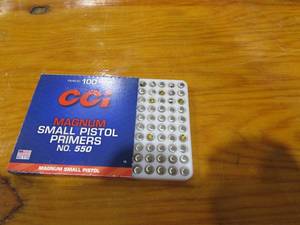 100
CCI
MAGNUM
SMALL PISTOL
PRIMERS
NO. 550
MAGNUM SMALL PISTOL